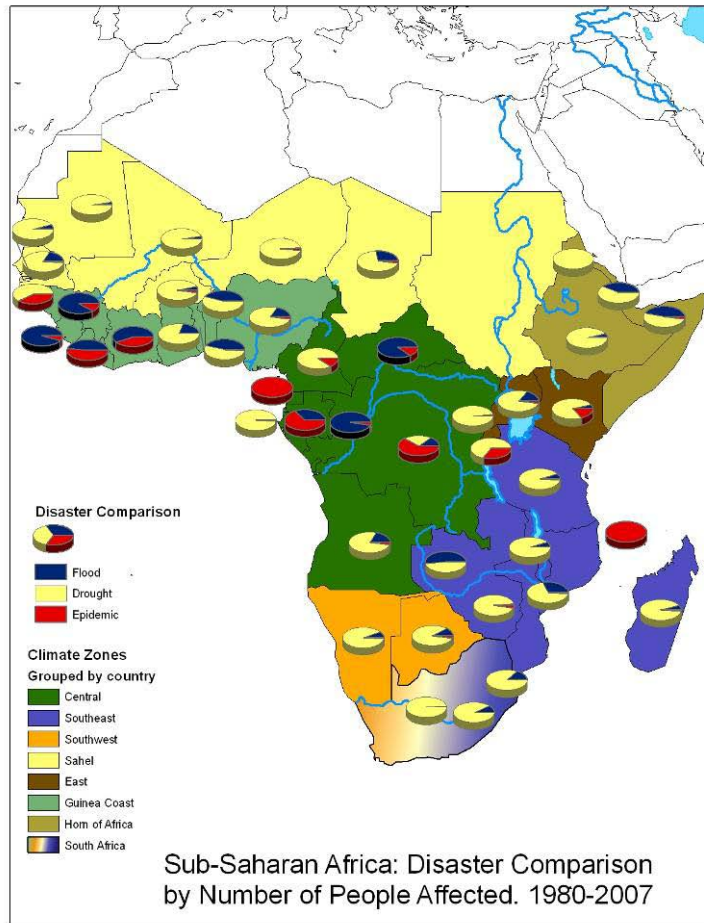 Disaster Comparison
Flood
Drought
Epidemic
Climate Zones
Grouped by country
Central
Southeast
Southwest
Sahel
East
Guinea Coast
Horn of Africa
South Africa
Sub-Saharan Africa: Disaster Comparison
by Number of People Affected. 1980-2007